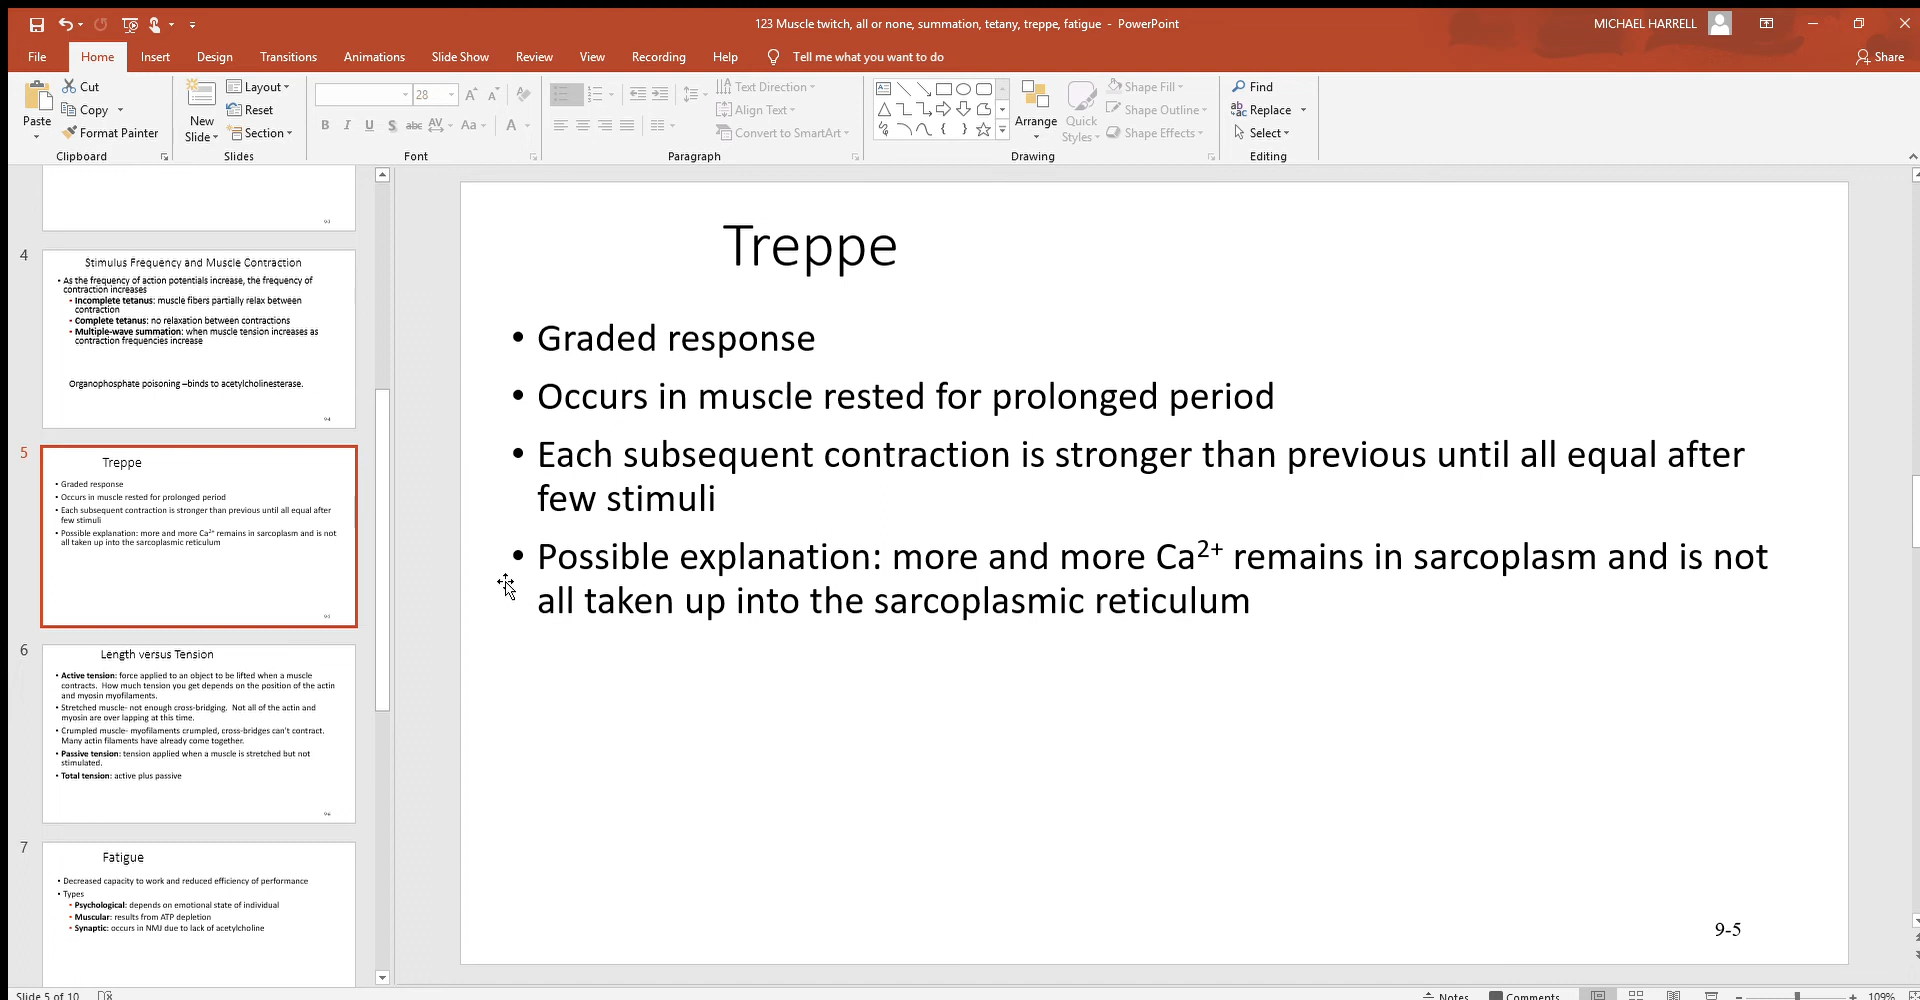 123 Muscle twitch, all or none, summation, tetany, treppe, fatigue - PowerPoint
MICHAEL HARRELL
File Home Insert Design Transitions Animations Slide Show Review View Recording Help Tell me what you want to do
Share
Paste
Cut
Copy
Format Painter
Clipboard
New
Slide
Layout
Reset
Section
Slides
28
B I U S abc AV Aa A
Font
Text Direction
Align Text
Convert to SmartArt
Paragraph
Arrange
Quick
Styles
Shape Fill
Shape Outline
Shape Effects
Drawing
Find
Replace
Select
Editing
9-3
4
Stimulus Frequency and Muscle Contraction
• As the frequency of action potentials increase, the frequency of
contraction increases
• Incomplete tetanus: muscle fibers partially relax between
contraction
• Complete tetanus: no relaxation between contractions
• Multiple-wave summation: when muscle tension increases as
contraction frequencies increase
Organophosphate poisoning –binds to acetylcholinesterase.
9-4
5
Treppe
• Graded response
• Occurs in muscle rested for prolonged period
• Each subsequent contraction is stronger than previous until all equal after
few stimuli
• Possible explanation: more and more Ca²⁺ remains in sarcoplasm and is not
all taken up into the sarcoplasmic reticulum
9-5
6
Length versus Tension
• Active tension: force applied to an object to be lifted when a muscle
contracts. How much tension you get depends on the position of the actin
and myosin myofilaments.
• Stretched muscle- not enough cross-bridging. Not all of the actin and
myosin are over lapping at this time.
• Crumpled muscle- myofilaments crumpled, cross-bridges can't contract.
Many actin filaments have already come together.
• Passive tension: tension applied when a muscle is stretched but not
stimulated.
• Total tension: active plus passive
9-6
7
Fatigue
• Decreased capacity to work and reduced efficiency of performance
• Types
• Psychological: depends on emotional state of individual
• Muscular: results from ATP depletion
• Synaptic: occurs in NMJ due to lack of acetylcholine
Treppe
• Graded response
• Occurs in muscle rested for prolonged period
• Each subsequent contraction is stronger than previous until all equal after
few stimuli
• Possible explanation: more and more Ca²⁺ remains in sarcoplasm and is not
all taken up into the sarcoplasmic reticulum
9-5
Slide 5 of 10
Notes
Comments
109%